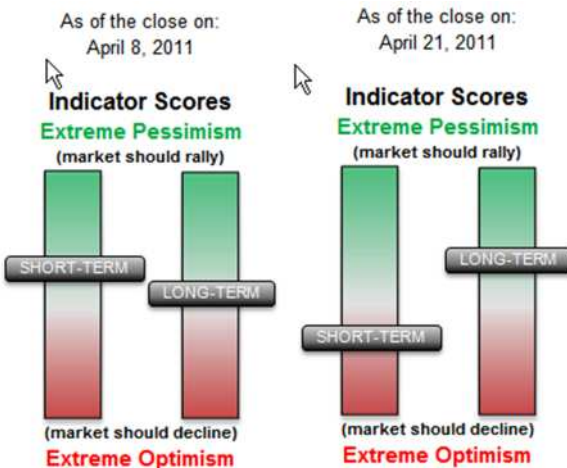 As of the close on:
April 8, 2011
Indicator Scores
Extreme Pessimism
(market should rally)
SHORT-TERM
LONG-TERM
(market should decline)
Extreme Optimism
As of the close on:
April 21, 2011
Indicator Scores
Extreme Pessimism
(market should rally)
LONG-TERM
SHORT-TERM
(market should decline)
Extreme Optimism